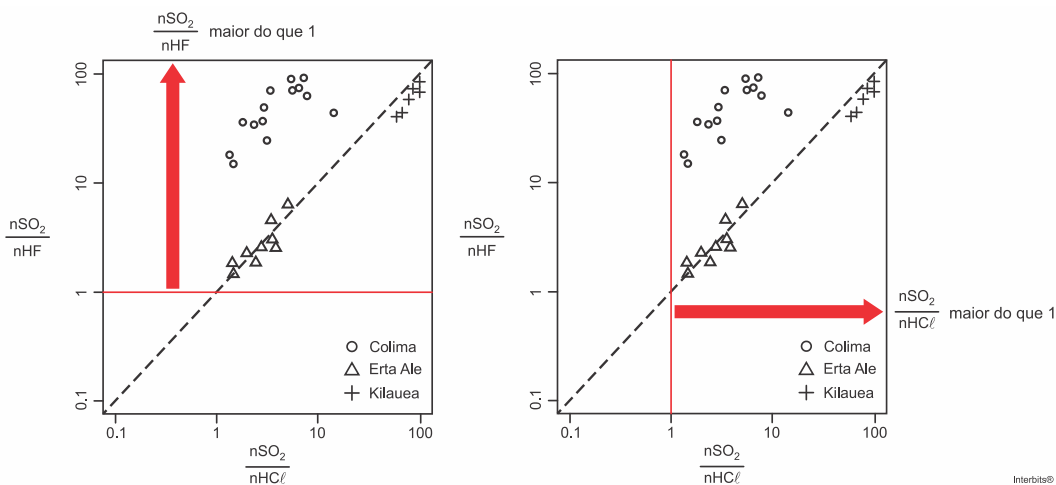 nSO₂
nHF
maior do que 1
100
10
1
0.1
nSO₂
nHF
Colima
Erta Ale
Kilauea
0.1
1
10
100
nSO₂
nHCℓ
100
10
1
0.1
nSO₂
nHF
nSO₂
nHCℓ
maior do que 1
Colima
Erta Ale
Kilauea
0.1
1
10
100
nSO₂
nHCℓ
Interbits®